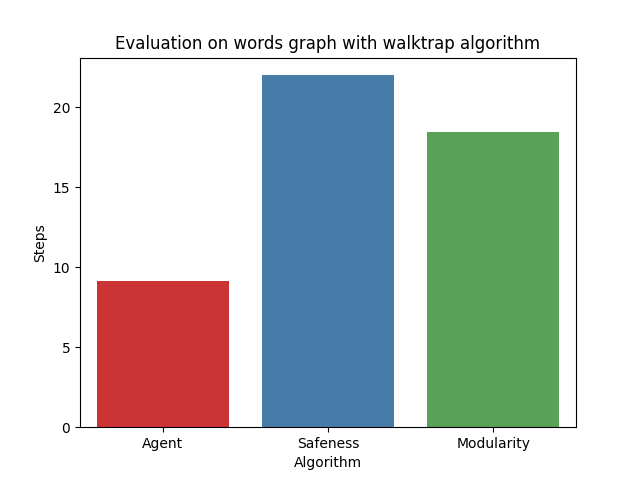 Evaluation on words graph with walktrap algorithm
Steps
20
15
10
5
0
Agent
Safeness
Modularity
Algorithm